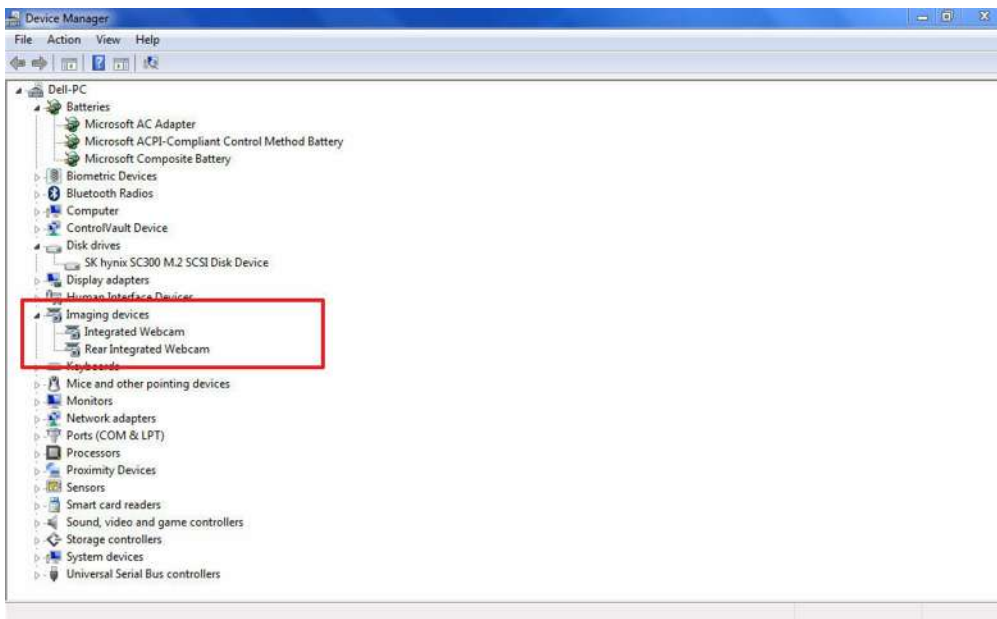 Device Manager
File Action View Help
Dell-PC
Batteries
Microsoft AC Adapter
Microsoft ACPI-Compliant Control Method Battery
Microsoft Composite Battery
Biometric Devices
Bluetooth Radios
Computer
ControlVault Device
Disk drives
SK hynix SC300 M.2 SCSI Disk Device
Display adapters
Human Interface Devices
Imaging devices
Integrated Webcam
Rear Integrated Webcam
Keyboards
Mice and other pointing devices
Monitors
Network adapters
Ports (COM & LPT)
Processors
Proximity Devices
Sensors
Smart card readers
Sound, video and game controllers
Storage controllers
System devices
Universal Serial Bus controllers